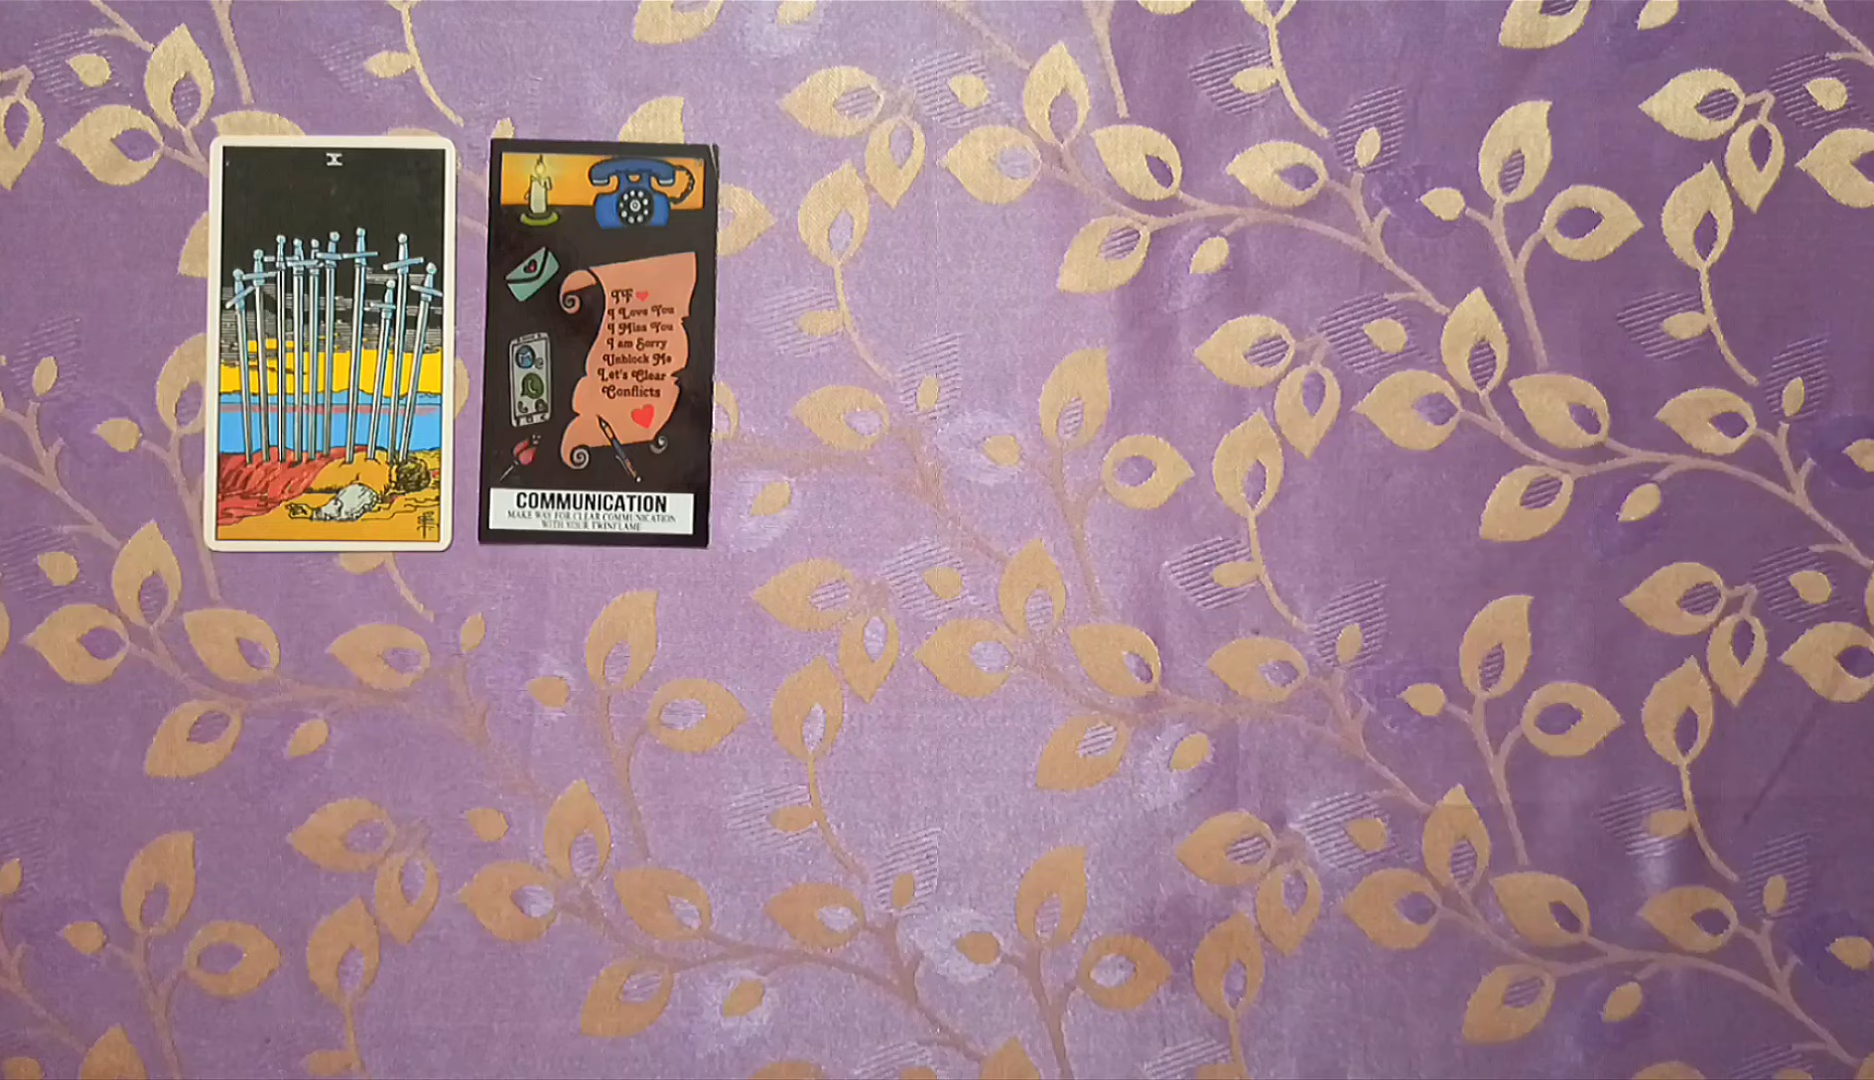 X
TF
I Love You
I Miss You
I am Sorry
Unblock Me
Let's Clear
Conflicts
COMMUNICATION
MAKE WAY FOR CLEAR COMMUNICATION
WITH YOUR TWINFLAME